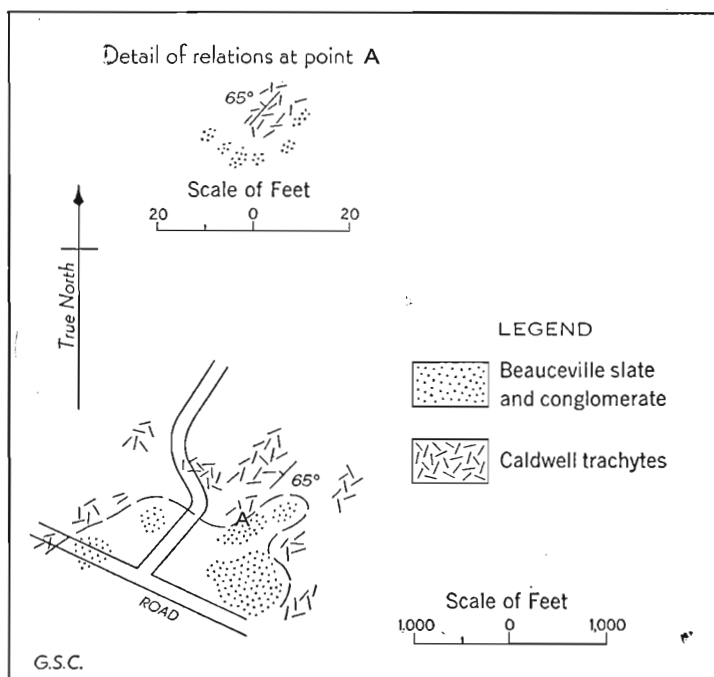 Detail of relations at point A
65°
Scale of Feet
20 0 20
True North
LEGEND
Beauceville slate
and conglomerate
Caldwell trachytes
65°
A
ROAD
Scale of Feet
1,000 0 1,000
G.S.C.